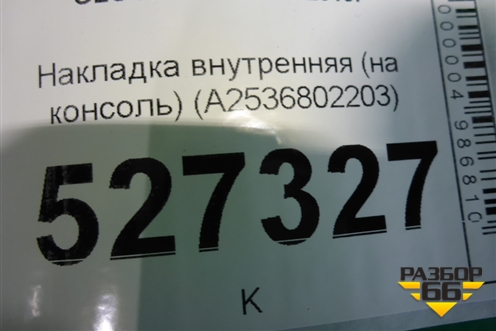 Накладка внутренняя (на
консоль) (A2536802203)
527327
К
РАЗБОР
66